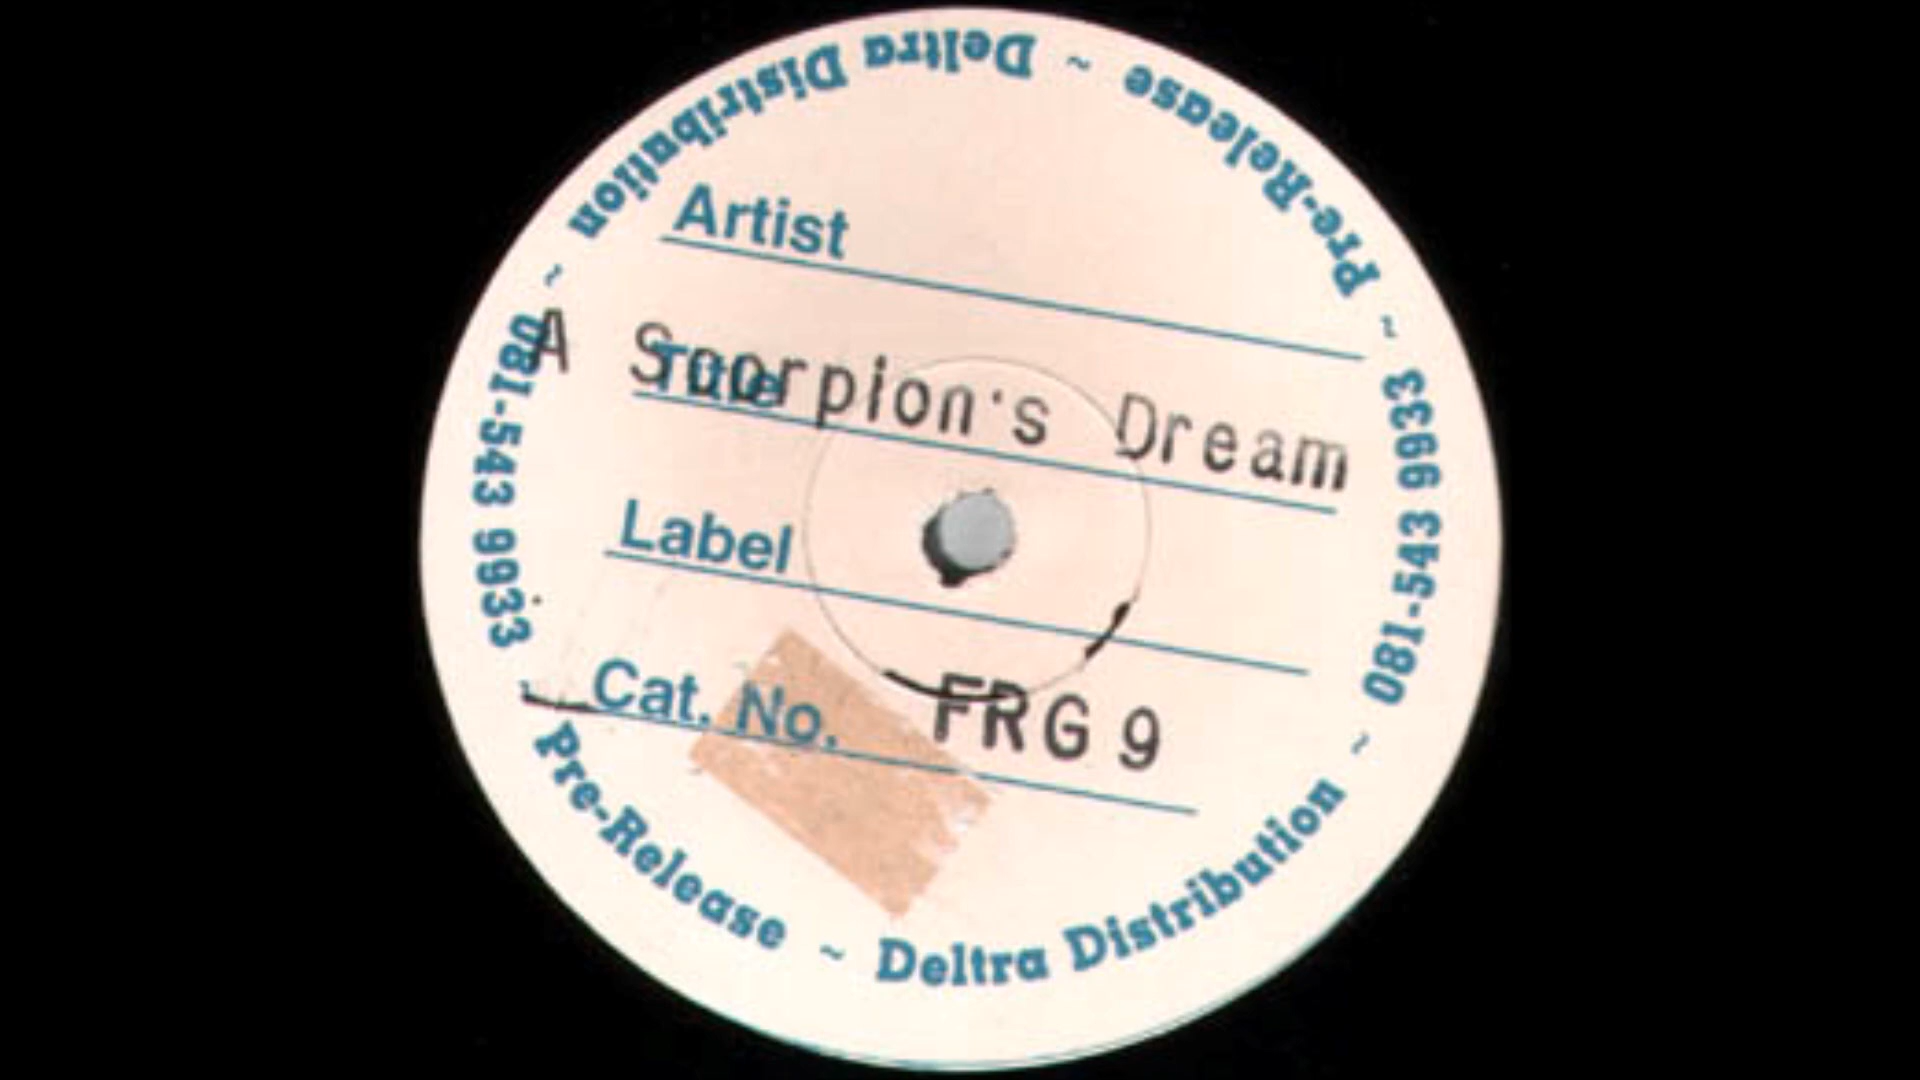 Artist
A Scorpion's Dream
Title
Label
Cat. No. FRG 9
Pre-Release ~ Deltra Distribution ~ 081-543 9933 ~ Pre-Release ~ Deltra Distribution ~ 081-543 9933 ~